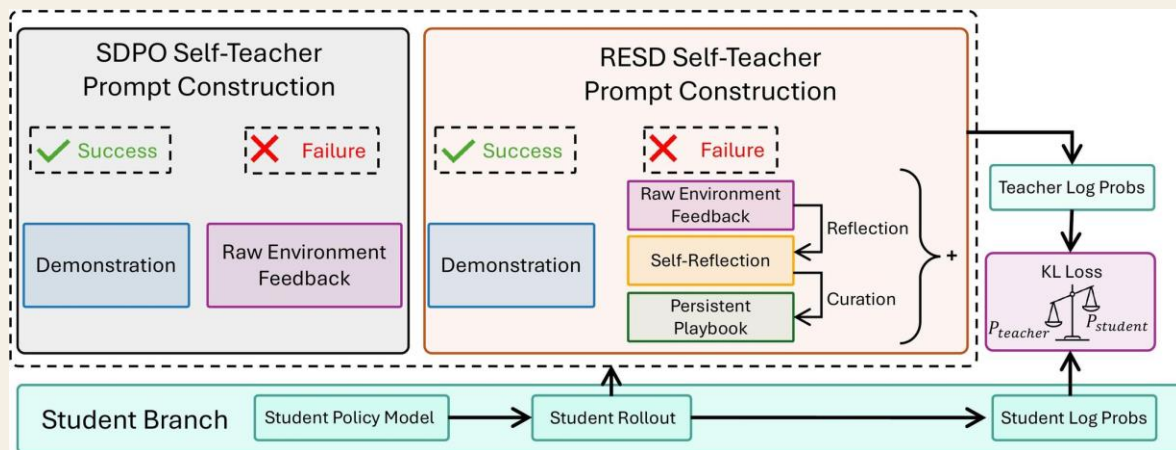 SDPO Self-Teacher
Prompt Construction
Success
Failure
Demonstration
Raw Environment
Feedback
RESD Self-Teacher
Prompt Construction
Success
Failure
Demonstration
Raw Environment
Feedback
Reflection
Self-Reflection
Curation
Persistent
Playbook
+
Teacher Log Probs
KL Loss
P_teacher
P_student
Student Branch
Student Policy Model
Student Rollout
Student Log Probs